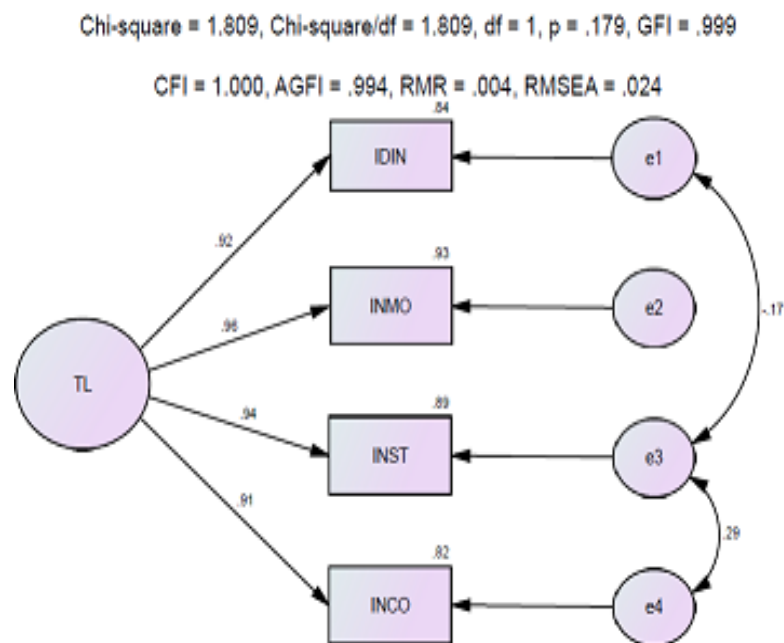 Chi-square = 1.809, Chi-square/df = 1.809, df = 1, p = .179, GFI = .999
CFI = 1.000, AGFI = .994, RMR = .004, RMSEA = .024
.84
IDIN
e1
.92
.93
INMO
e2
-.17
.96
TL
.94
.89
INST
e3
.91
.29
.82
INCO
e4